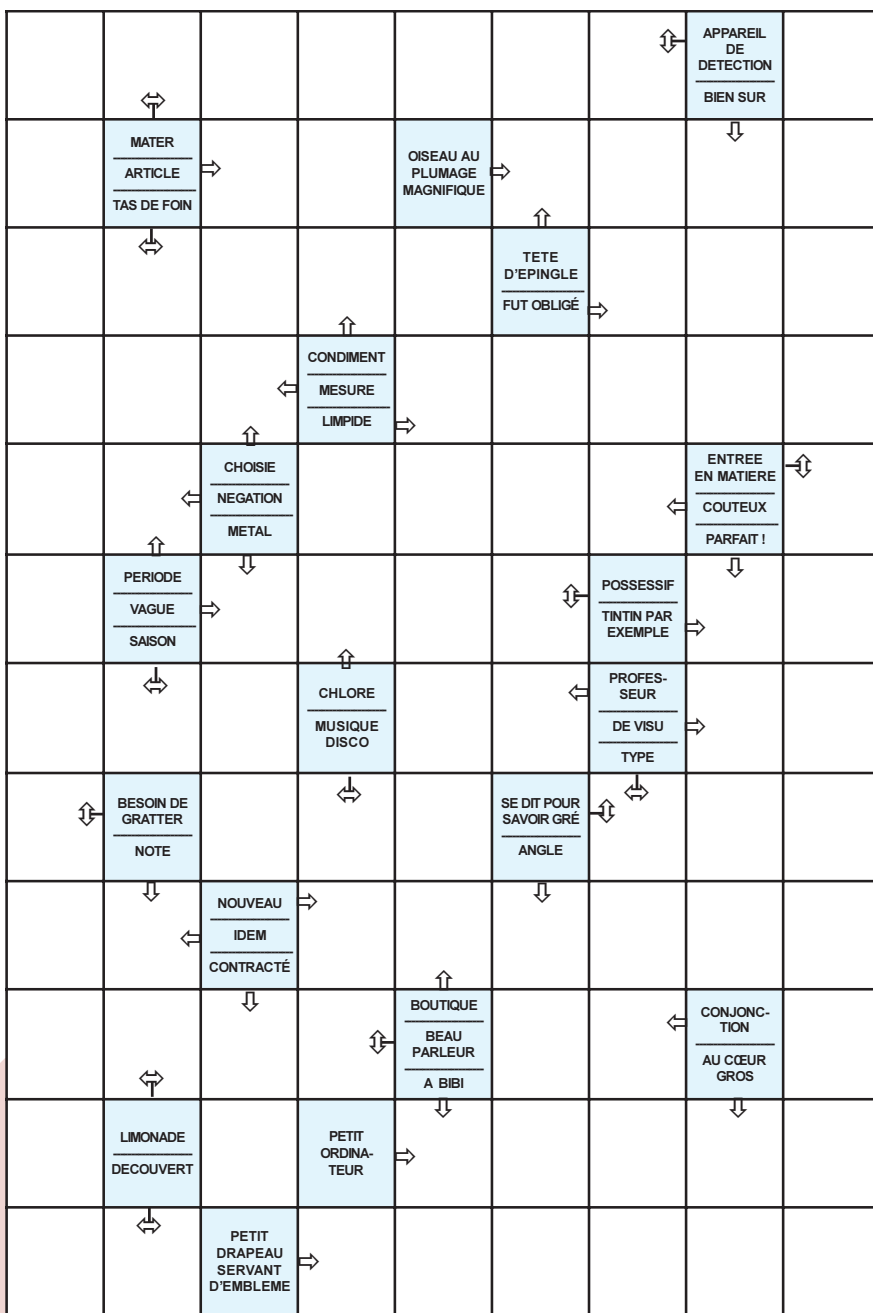 APPAREIL
DE
DETECTION
BIEN SUR
MATER
ARTICLE
TAS DE FOIN
OISEAU AU
PLUMAGE
MAGNIFIQUE
TETE
D'EPINGLE
FUT OBLIGÉ
CONDIMENT
MESURE
LIMPIDE
CHOISIE
NEGATION
METAL
ENTREE
EN MATIERE
COUTEUX
PARFAIT !
PERIODE
VAGUE
SAISON
POSSESSIF
TINTIN PAR
EXEMPLE
CHLORE
MUSIQUE
DISCO
PROFES-
SEUR
DE VISU
TYPE
BESOIN DE
GRATTER
NOTE
SE DIT POUR
SAVOIR GRÉ
ANGLE
NOUVEAU
IDEM
CONTRACTÉ
BOUTIQUE
BEAU
PARLEUR
A BIBI
CONJONC-
TION
AU CŒUR
GROS
LIMONADE
DECOUVERT
PETIT
ORDINA-
TEUR
PETIT
DRAPEAU
SERVANT
D'EMBLEME